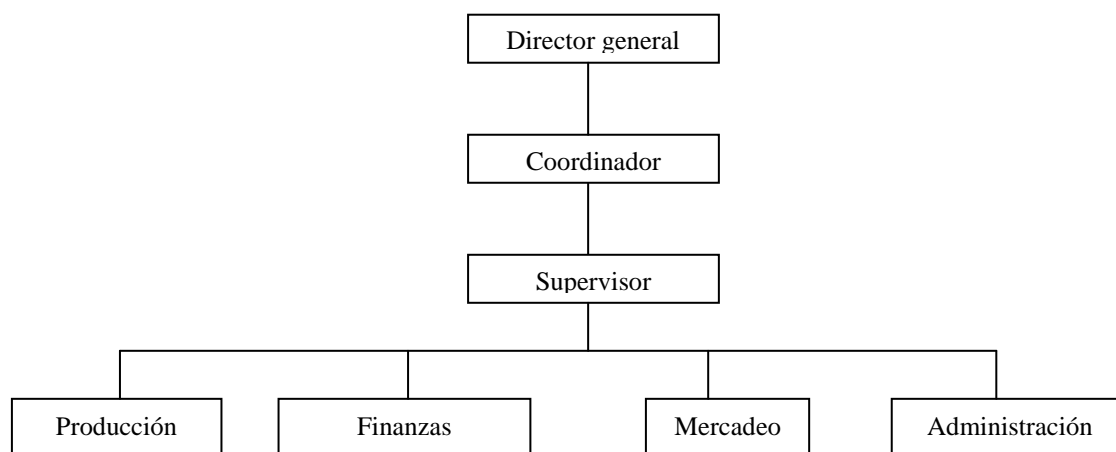 Director general
Coordinador
Supervisor
Producción
Finanzas
Mercadeo
Administración